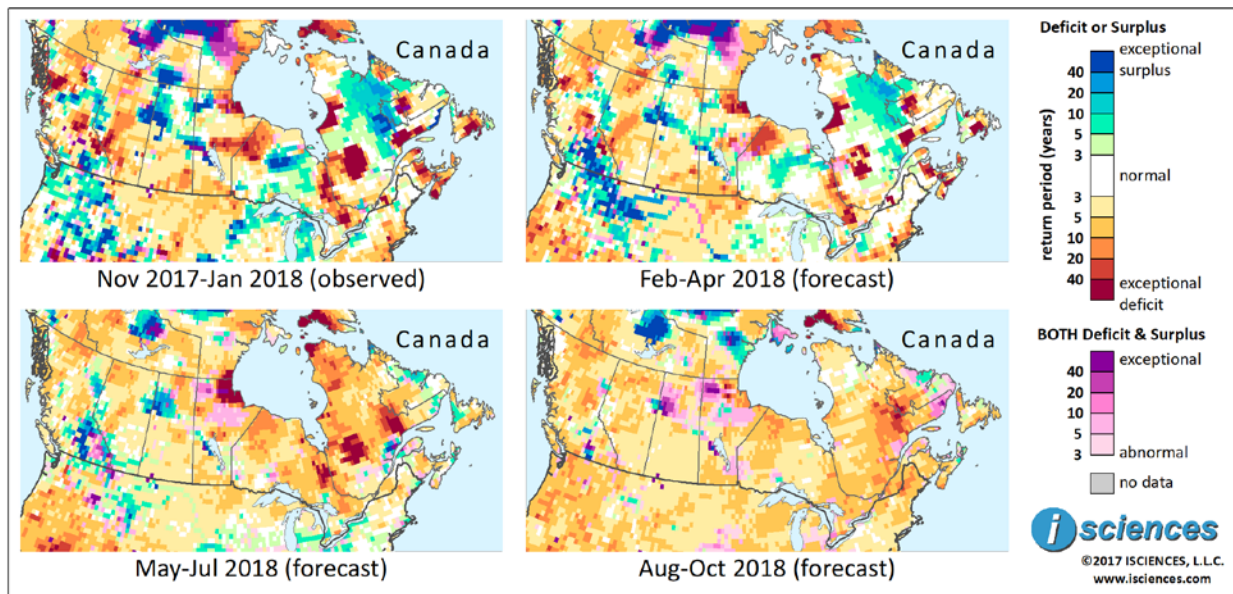 Canada
Nov 2017-Jan 2018 (observed)
Canada
Feb-Apr 2018 (forecast)
Canada
May-Jul 2018 (forecast)
Canada
Aug-Oct 2018 (forecast)
Deficit or Surplus
return period (years)
exceptional
surplus
40
20
10
5
3
normal
3
5
10
20
40
exceptional
deficit
BOTH Deficit & Surplus
exceptional
40
20
10
5
3
abnormal
no data
i sciences
©2017 ISCIENCES, L.L.C.
www.isciences.com